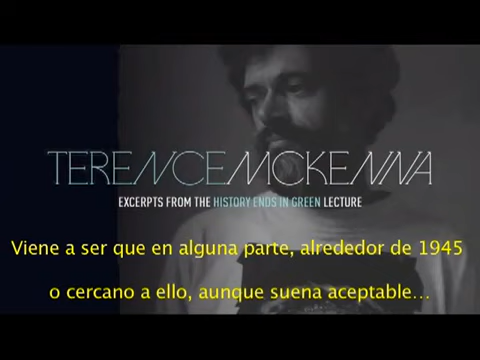 TERENCEMCKENNA
EXCERPTS FROM THE HISTORY ENDS IN GREEN LECTURE
Viene a ser que en alguna parte, alrededor de 1945
o cercano a ello, aunque suena aceptable...